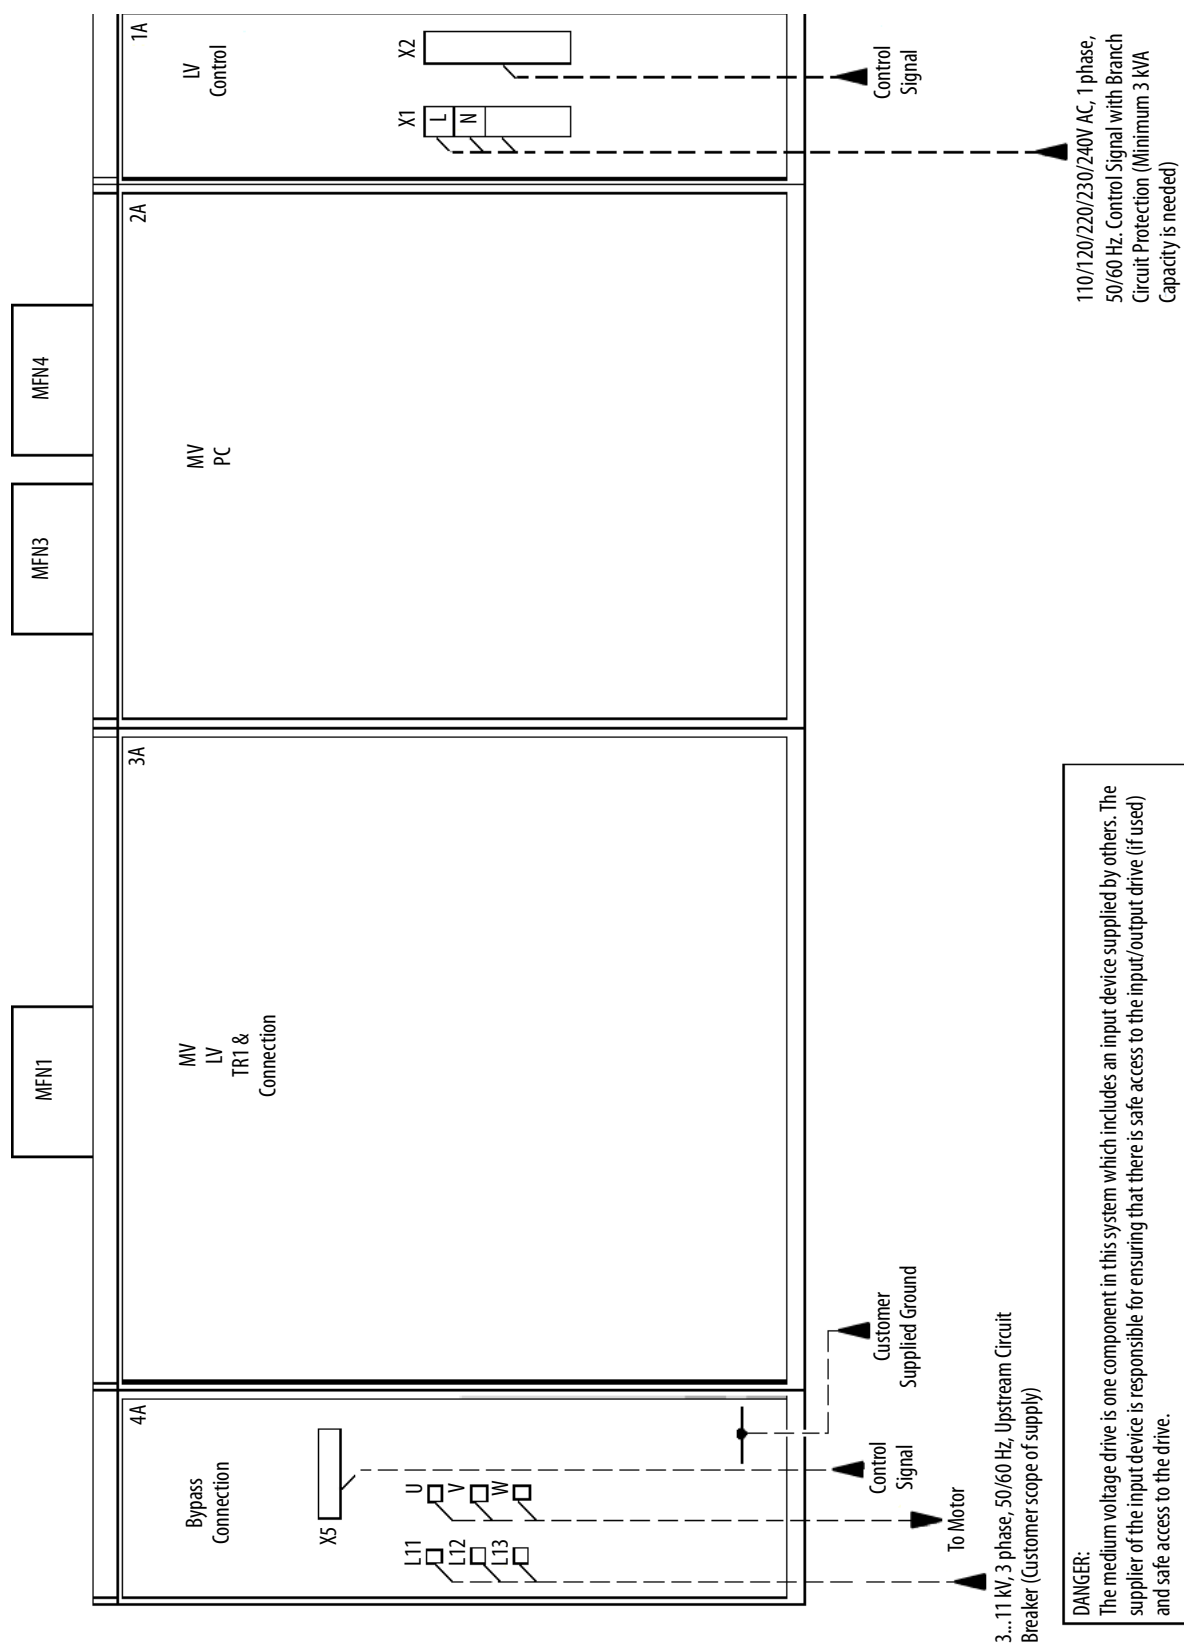 MFN1
MFN3
MFN4
4A
Bypass
Connection
X5
L11
L12
L13
U
V
W
3A
MV
LV
TR1 &
Connection
2A
MV
PC
1A
LV
Control
X1
L
N
X2
Control
Signal
To Motor
Customer
Supplied Ground
3...11 kV, 3 phase, 50/60 Hz, Upstream Circuit
Breaker (Customer scope of supply)
Control
Signal
110/120/220/230/240V AC, 1 phase,
50/60 Hz. Control Signal with Branch
Circuit Protection (Minimum 3 kVA
Capacity is needed)
DANGER:
The medium voltage drive is one component in this system which includes an input device supplied by others. The
supplier of the input device is responsible for ensuring that there is safe access to the input/output drive (if used)
and safe access to the drive.